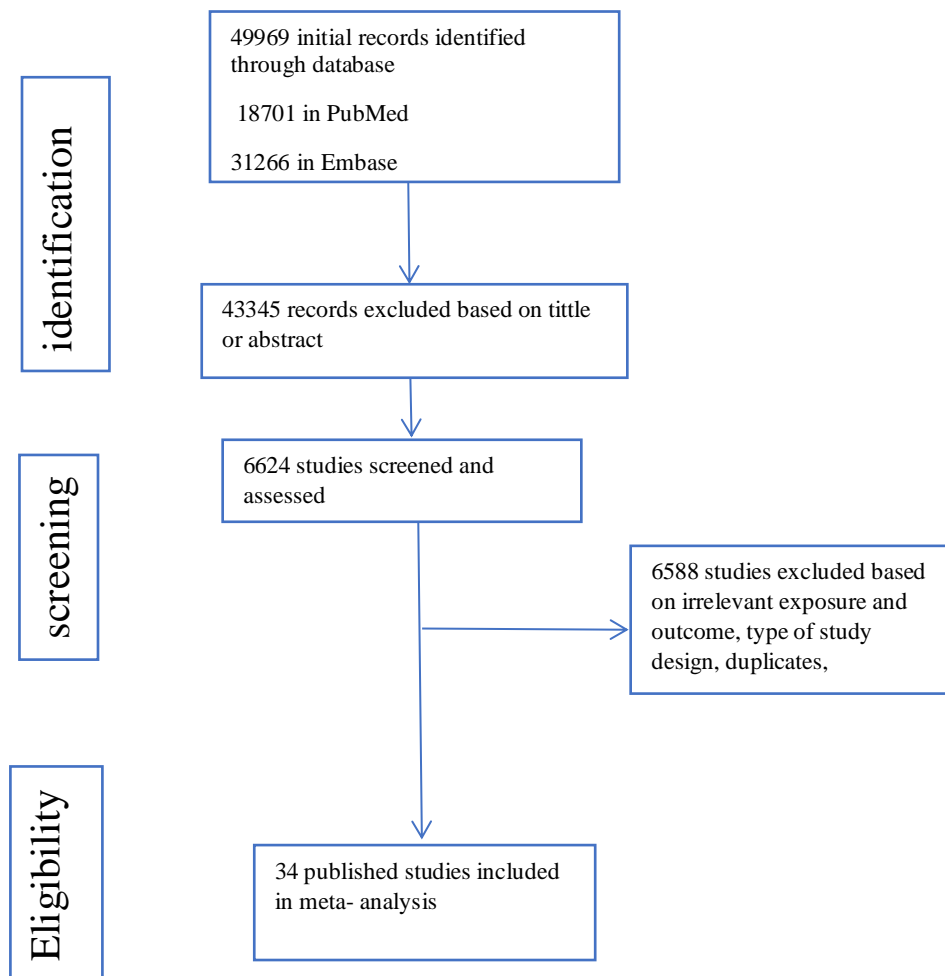 49969 initial records identified
through database
18701 in PubMed
31266 in Embase
identification
43345 records excluded based on tittle
or abstract
6624 studies screened and
assessed
screening
6588 studies excluded based
on irrelevant exposure and
outcome, type of study
design, duplicates,
Eligibility
34 published studies included
in meta- analysis